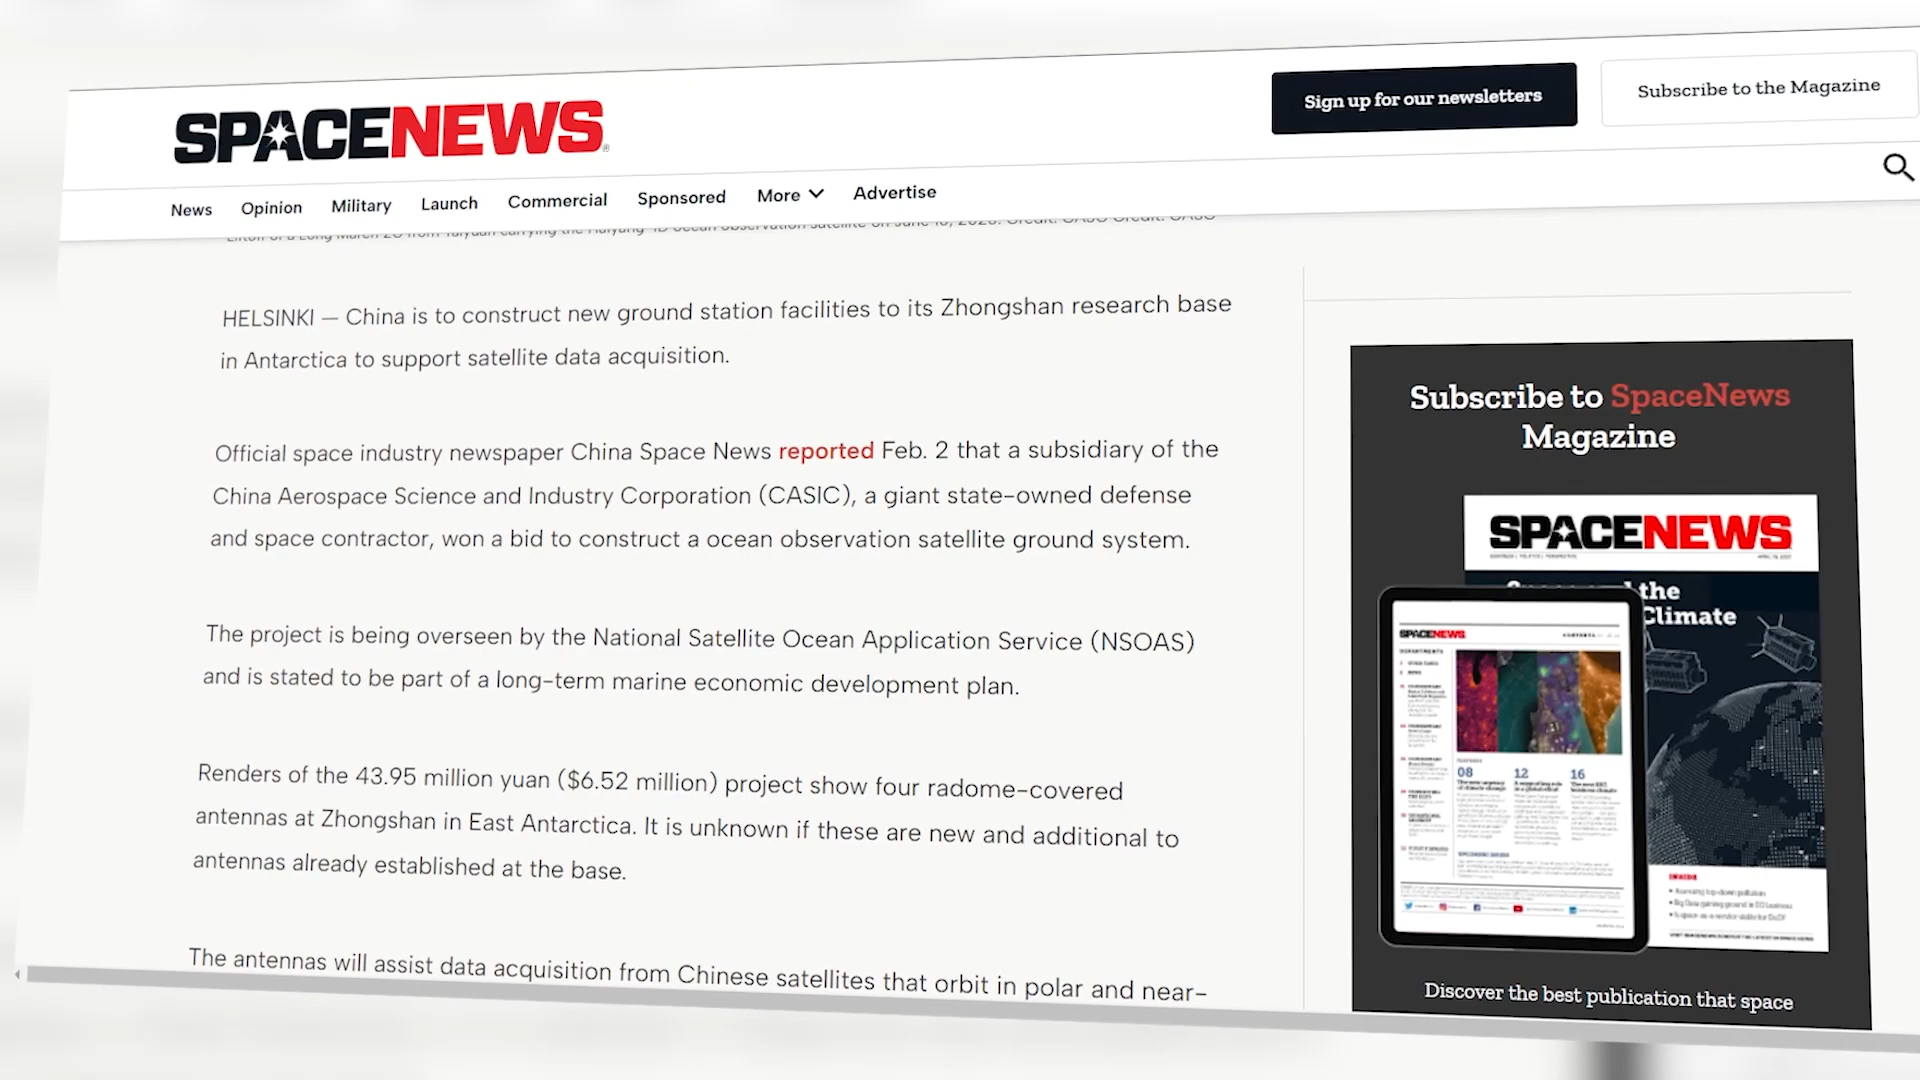 SPACENEWS
Sign up for our newsletters
Subscribe to the Magazine
News Opinion Military Launch Commercial Sponsored More Advertise
HELSINKI — China is to construct new ground station facilities to its Zhongshan research base
in Antarctica to support satellite data acquisition.
Official space industry newspaper China Space News reported Feb. 2 that a subsidiary of the
China Aerospace Science and Industry Corporation (CASIC), a giant state-owned defense
and space contractor, won a bid to construct a ocean observation satellite ground system.
The project is being overseen by the National Satellite Ocean Application Service (NSOAS)
and is stated to be part of a long-term marine economic development plan.
Renders of the 43.95 million yuan ($6.52 million) project show four radome-covered
antennas at Zhongshan in East Antarctica. It is unknown if these are new and additional to
antennas already established at the base.
The antennas will assist data acquisition from Chinese satellites that orbit in polar and near-
Subscribe to SpaceNews
Magazine
SPACENEWS
the
Climate
SPACENEWS
08 12 16
INSIDE
Discover the best publication that space